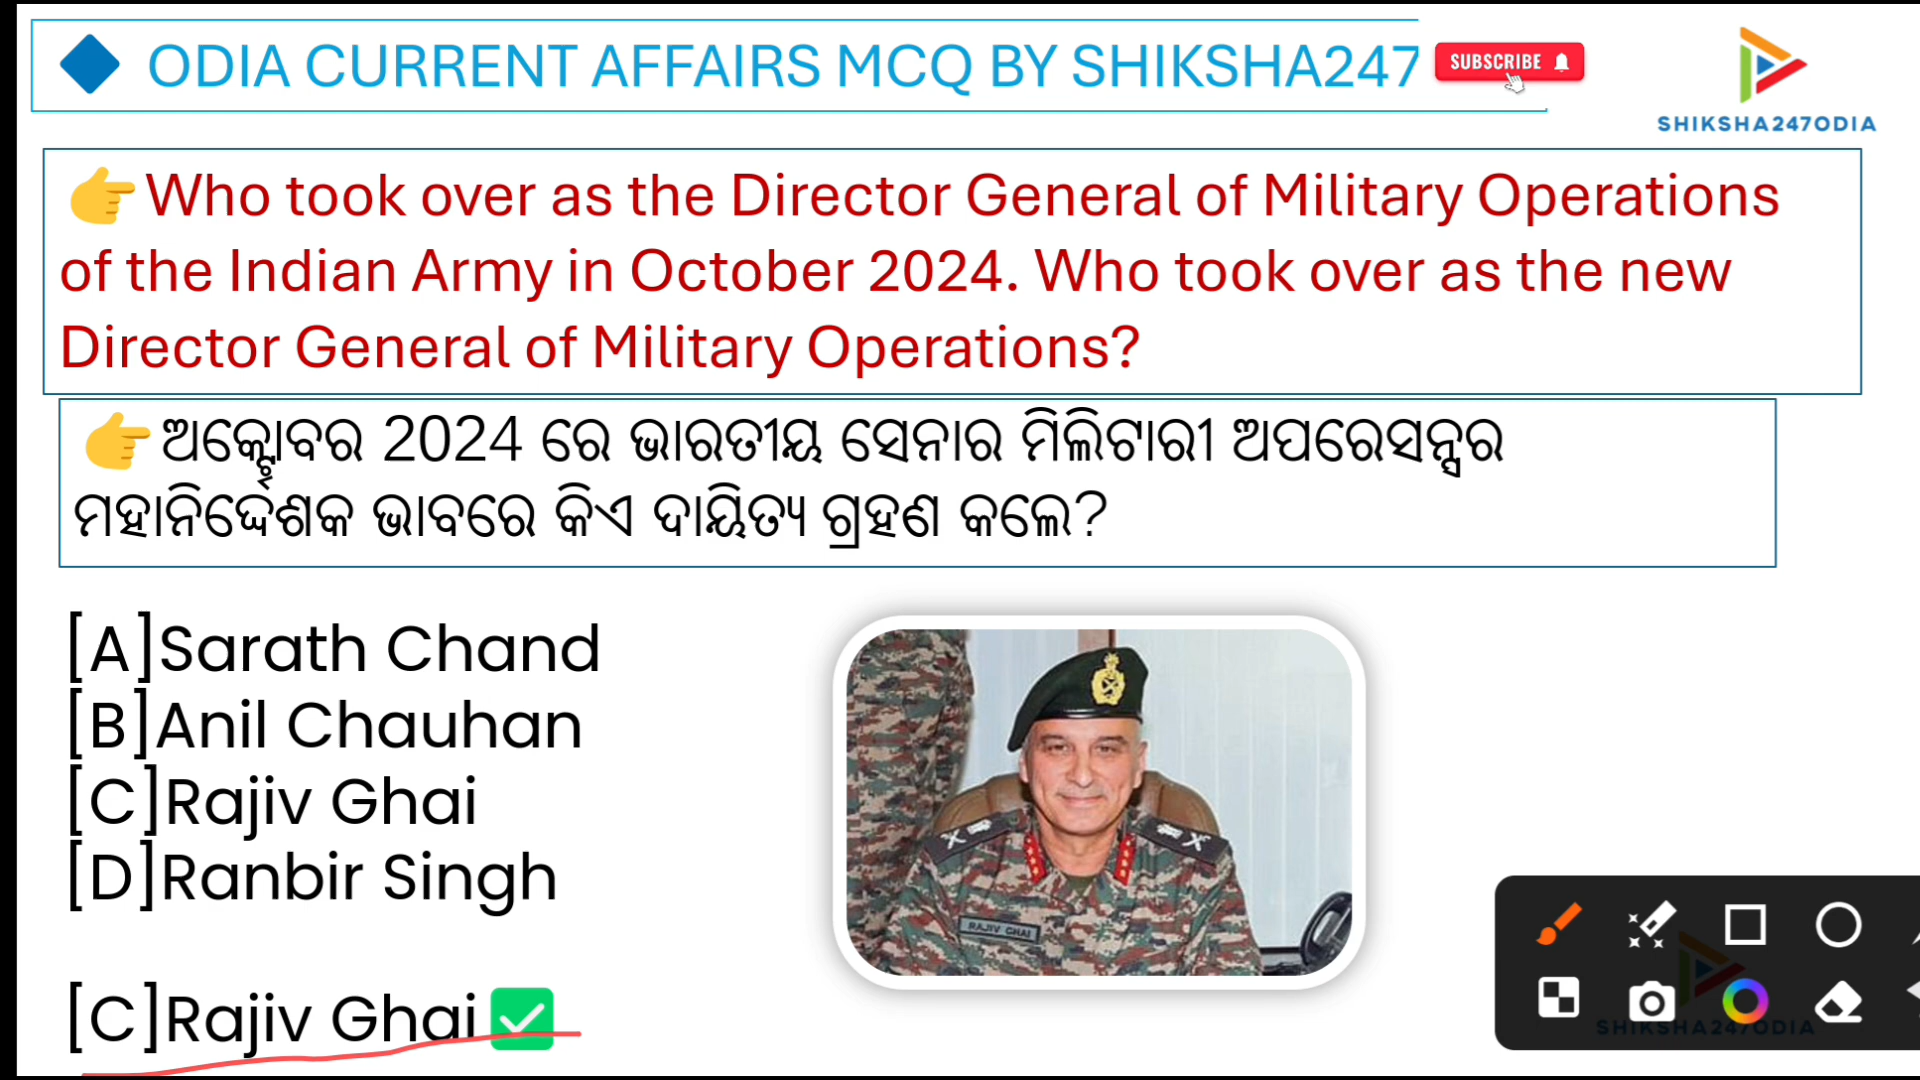 ODIA CURRENT AFFAIRS MCQ BY SHIKSHA247
SUBSCRIBE
SHIKSHA247ODIA
Who took over as the Director General of Military Operations
of the Indian Army in October 2024. Who took over as the new
Director General of Military Operations?
ଅକ୍ଟୋବର 2024 ରେ ଭାରତୀୟ ସେନାର ମିଲିଟାରୀ ଅପରେସନ୍ସର
ମହାନିର୍ଦ୍ଦେଶକ ଭାବରେ କିଏ ଦାୟିତ୍ୟ ଗ୍ରହଣ କଲେ?
[A]Sarath Chand
[B]Anil Chauhan
[C]Rajiv Ghai
[D]Ranbir Singh
RAJIV GHAI
[C]Rajiv Ghai
SHIKSHA247ODIA